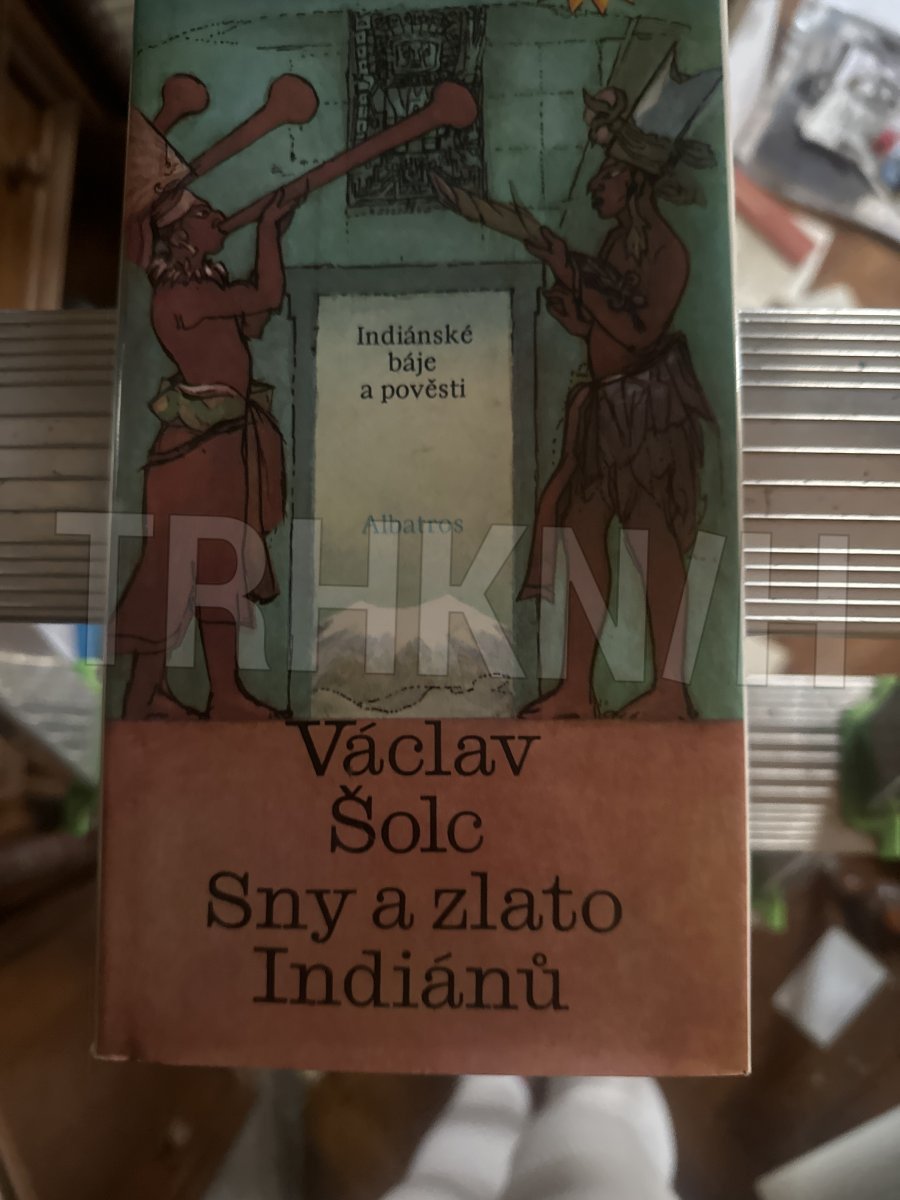 Indiánské
báje
a pověsti
Albatros
TRHKNIH
Václav
Šolc
Sny a zlato
Indiánů